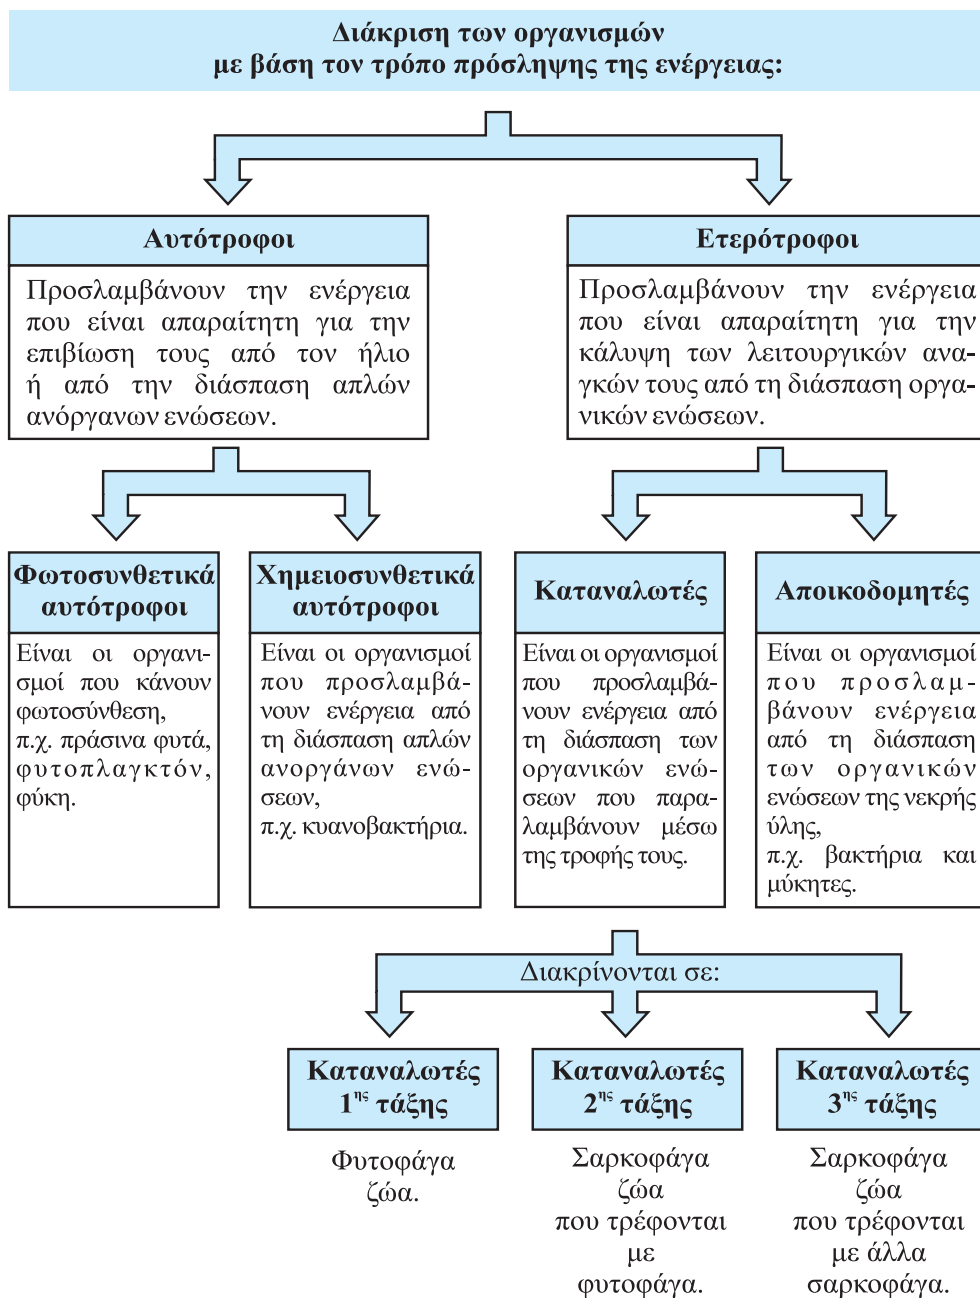 Διάκριση των οργανισμών
με βάση τον τρόπο πρόσληψης της ενέργειας:
Αυτότροφοι
Προσλαμβάνουν την ενέργεια
που είναι απαραίτητη για την
επιβίωση τους από τον ήλιο
ή από την διάσπαση απλών
ανόργανων ενώσεων.
Ετερότροφοι
Προσλαμβάνουν την ενέργεια
που είναι απαραίτητη για την
κάλυψη των λειτουργικών ανα-
γκών τους από τη διάσπαση οργα-
νικών ενώσεων.
Φωτοσυνθετικά
αυτότροφοι
Είναι οι οργανι-
σμοί που κάνουν
φωτοσύνθεση,
π.χ. πράσινα φυτά,
φυτοπλαγκτόν,
φύκη.
Χημειοσυνθετικά
αυτότροφοι
Είναι οι οργανισμοί
που προσλαμβά-
νουν ενέργεια από
τη διάσπαση απλών
ανοργάνων ενώ-
σεων,
π.χ. κυανοβακτήρια.
Καταναλωτές
Είναι οι οργανισμοί
που προσλαμβά-
νουν ενέργεια από
τη διάσπαση των
οργανικών ενώ-
σεων που παρα-
λαμβάνουν μέσω
της τροφής τους.
Αποικοδομητές
Είναι οι οργανισμοί
που προσλαμ-
βάνουν ενέργεια
από τη διάσπαση
των οργανικών
ενώσεων της νεκρής
ύλης,
π.χ. βακτήρια και
μύκητες.
Διακρίνονται σε:
Καταναλωτές
1ης τάξης
Φυτοφάγα
ζώα.
Καταναλωτές
2ης τάξης
Σαρκοφάγα
ζώα
που τρέφονται
με
φυτοφάγα.
Καταναλωτές
3ης τάξης
Σαρκοφάγα
ζώα
που τρέφονται
με άλλα
σαρκοφάγα.